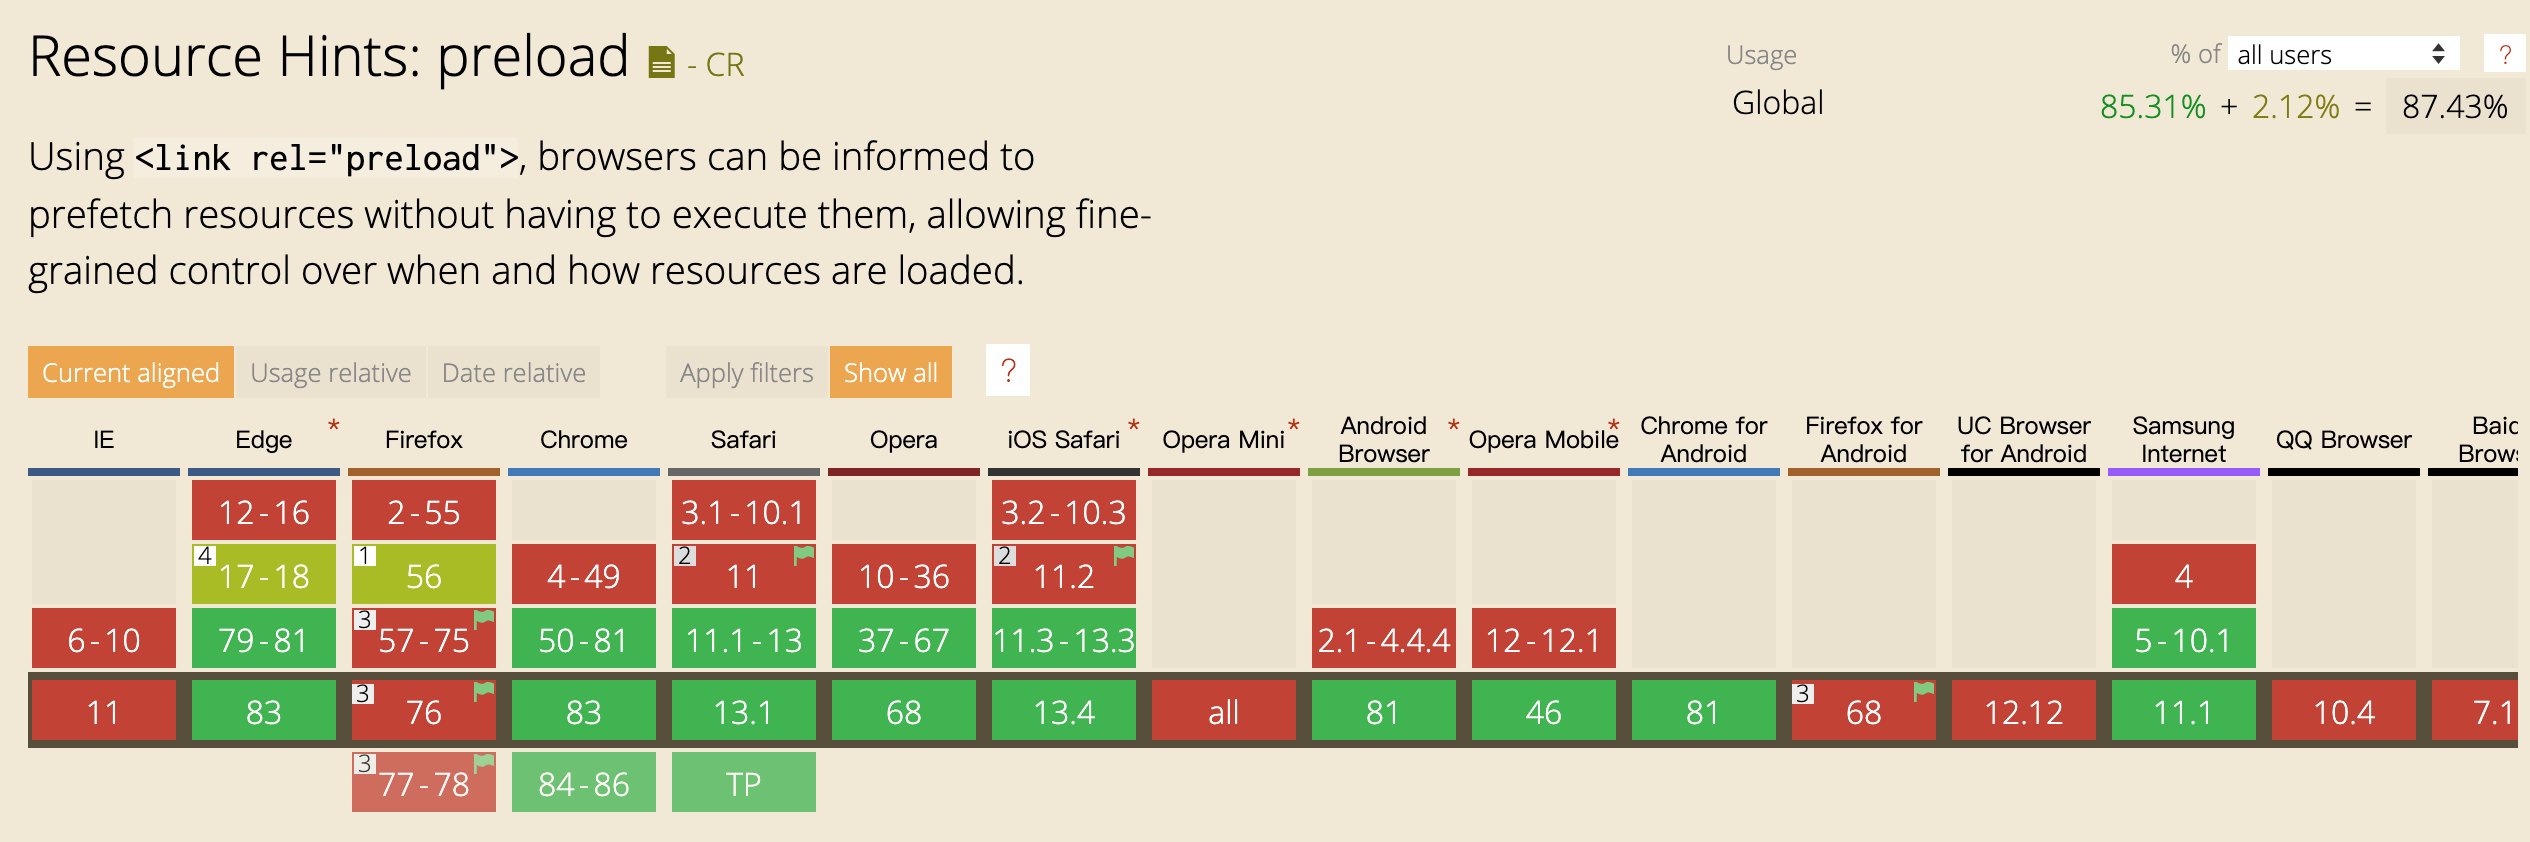 Resource Hints: preload - CR
Usage % of all users ?
Global 85.31% + 2.12% = 87.43%
Using <link rel="preload">, browsers can be informed to
prefetch resources without having to execute them, allowing fine-
grained control over when and how resources are loaded.
Current aligned Usage relative Date relative Apply filters Show all ?
IE Edge * Firefox Chrome Safari Opera iOS Safari * Opera Mini * Android Browser * Opera Mobile * Chrome for Android Firefox for Android UC Browser for Android Samsung Internet QQ Browser
12-16 2-55 3.1-10.1 3.2-10.3
4 17-18 1 56 4-49 2 11 10-36 2 11.2 4
6-10 79-81 3 57-75 50-81 11.1-13 37-67 11.3-13.3 2.1-4.4.4 12-12.1 5-10.1
11 83 3 76 83 13.1 68 13.4 all 81 46 81 3 68 12.12 11.1 10.4 7.1
3 77-78 84-86 TP